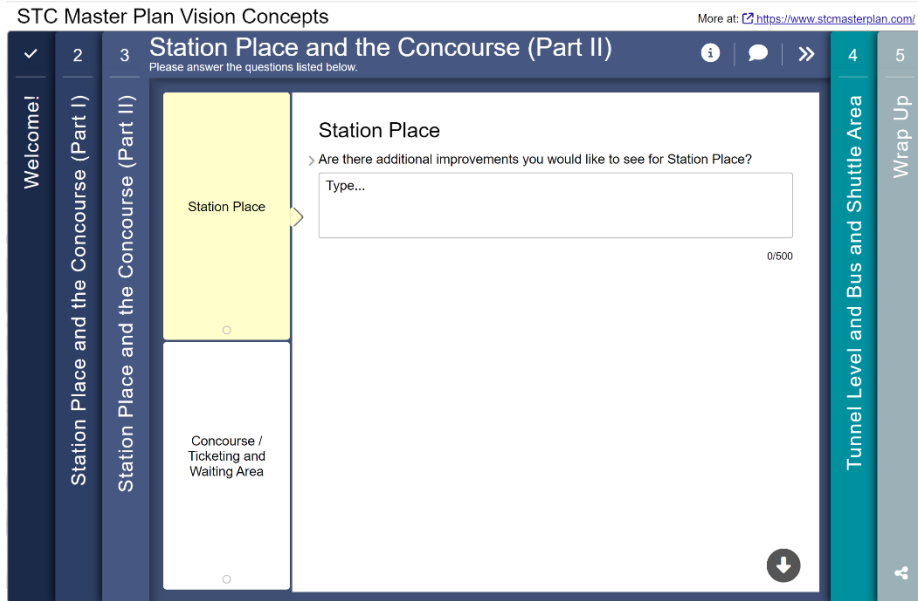 STC Master Plan Vision Concepts
More at: https://www.stcmasterplan.com/
Welcome!
2
Station Place and the Concourse (Part I)
3
Station Place and the Concourse (Part II)
Station Place and the Concourse (Part II)
Please answer the questions listed below.
Station Place
Concourse /
Ticketing and
Waiting Area
Station Place
Are there additional improvements you would like to see for Station Place?
Type...
0/500
4
Tunnel Level and Bus and Shuttle Area
5
Wrap Up